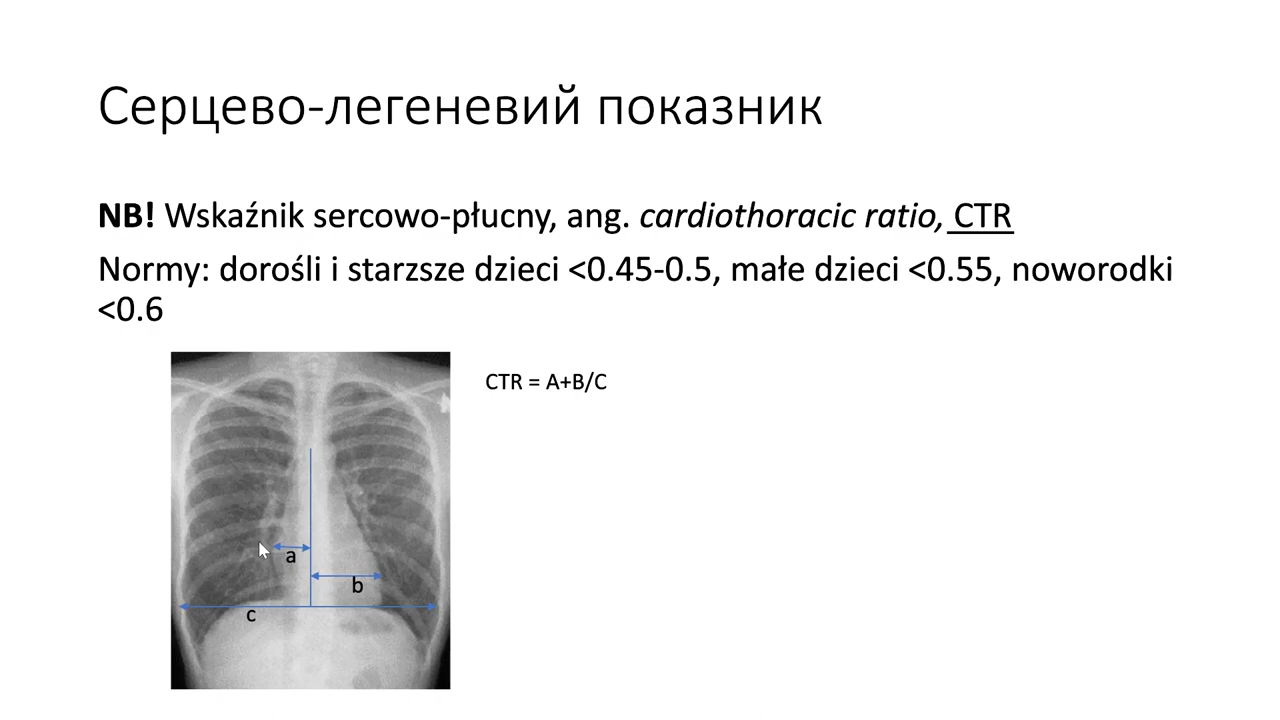 Серцево-легеневий показник
NB! Wskaźnik sercowo-płucny, ang. cardiothoracic ratio, CTR
Normy: dorośli i starzsze dzieci <0.45-0.5, małe dzieci <0.55, noworodki
<0.6
CTR = A+B/C
a
b
c